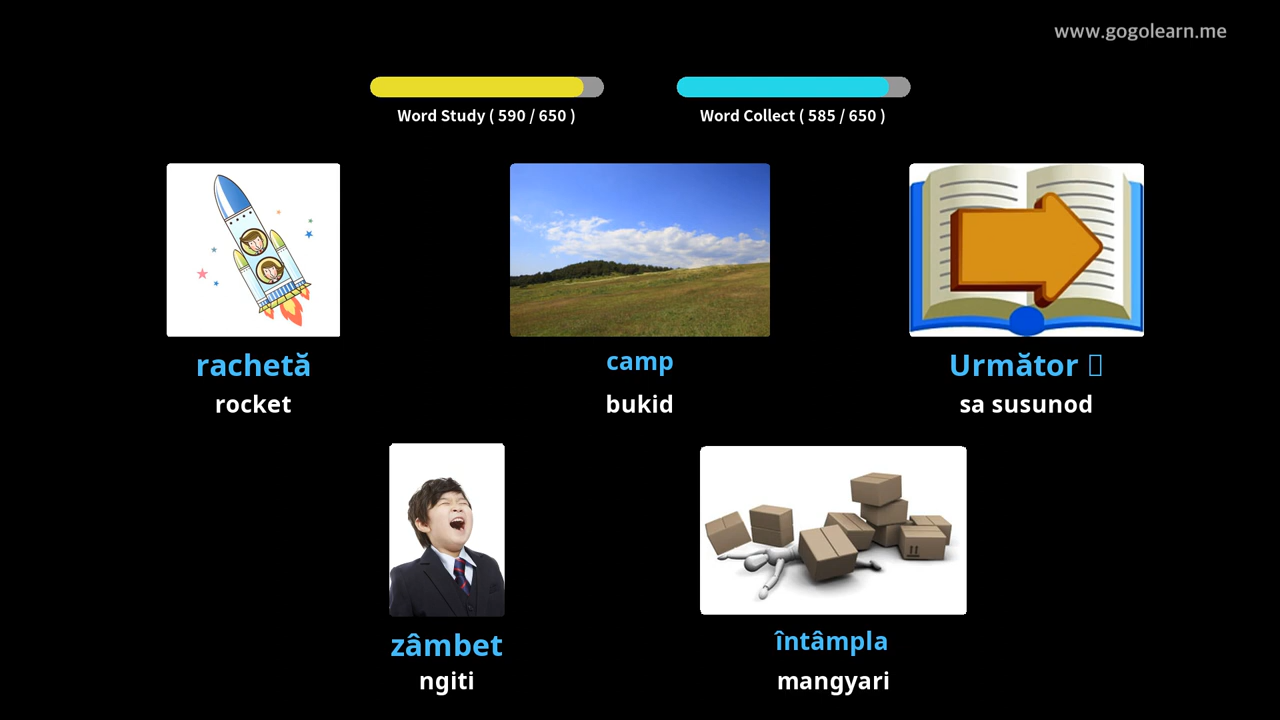 www.gogolearn.me
Word Study ( 590 / 650 )
Word Collect ( 585 / 650 )
rachetă
rocket
camp
bukid
Următor
sa susunod
zâmbet
ngiti
întâmpla
mangyari